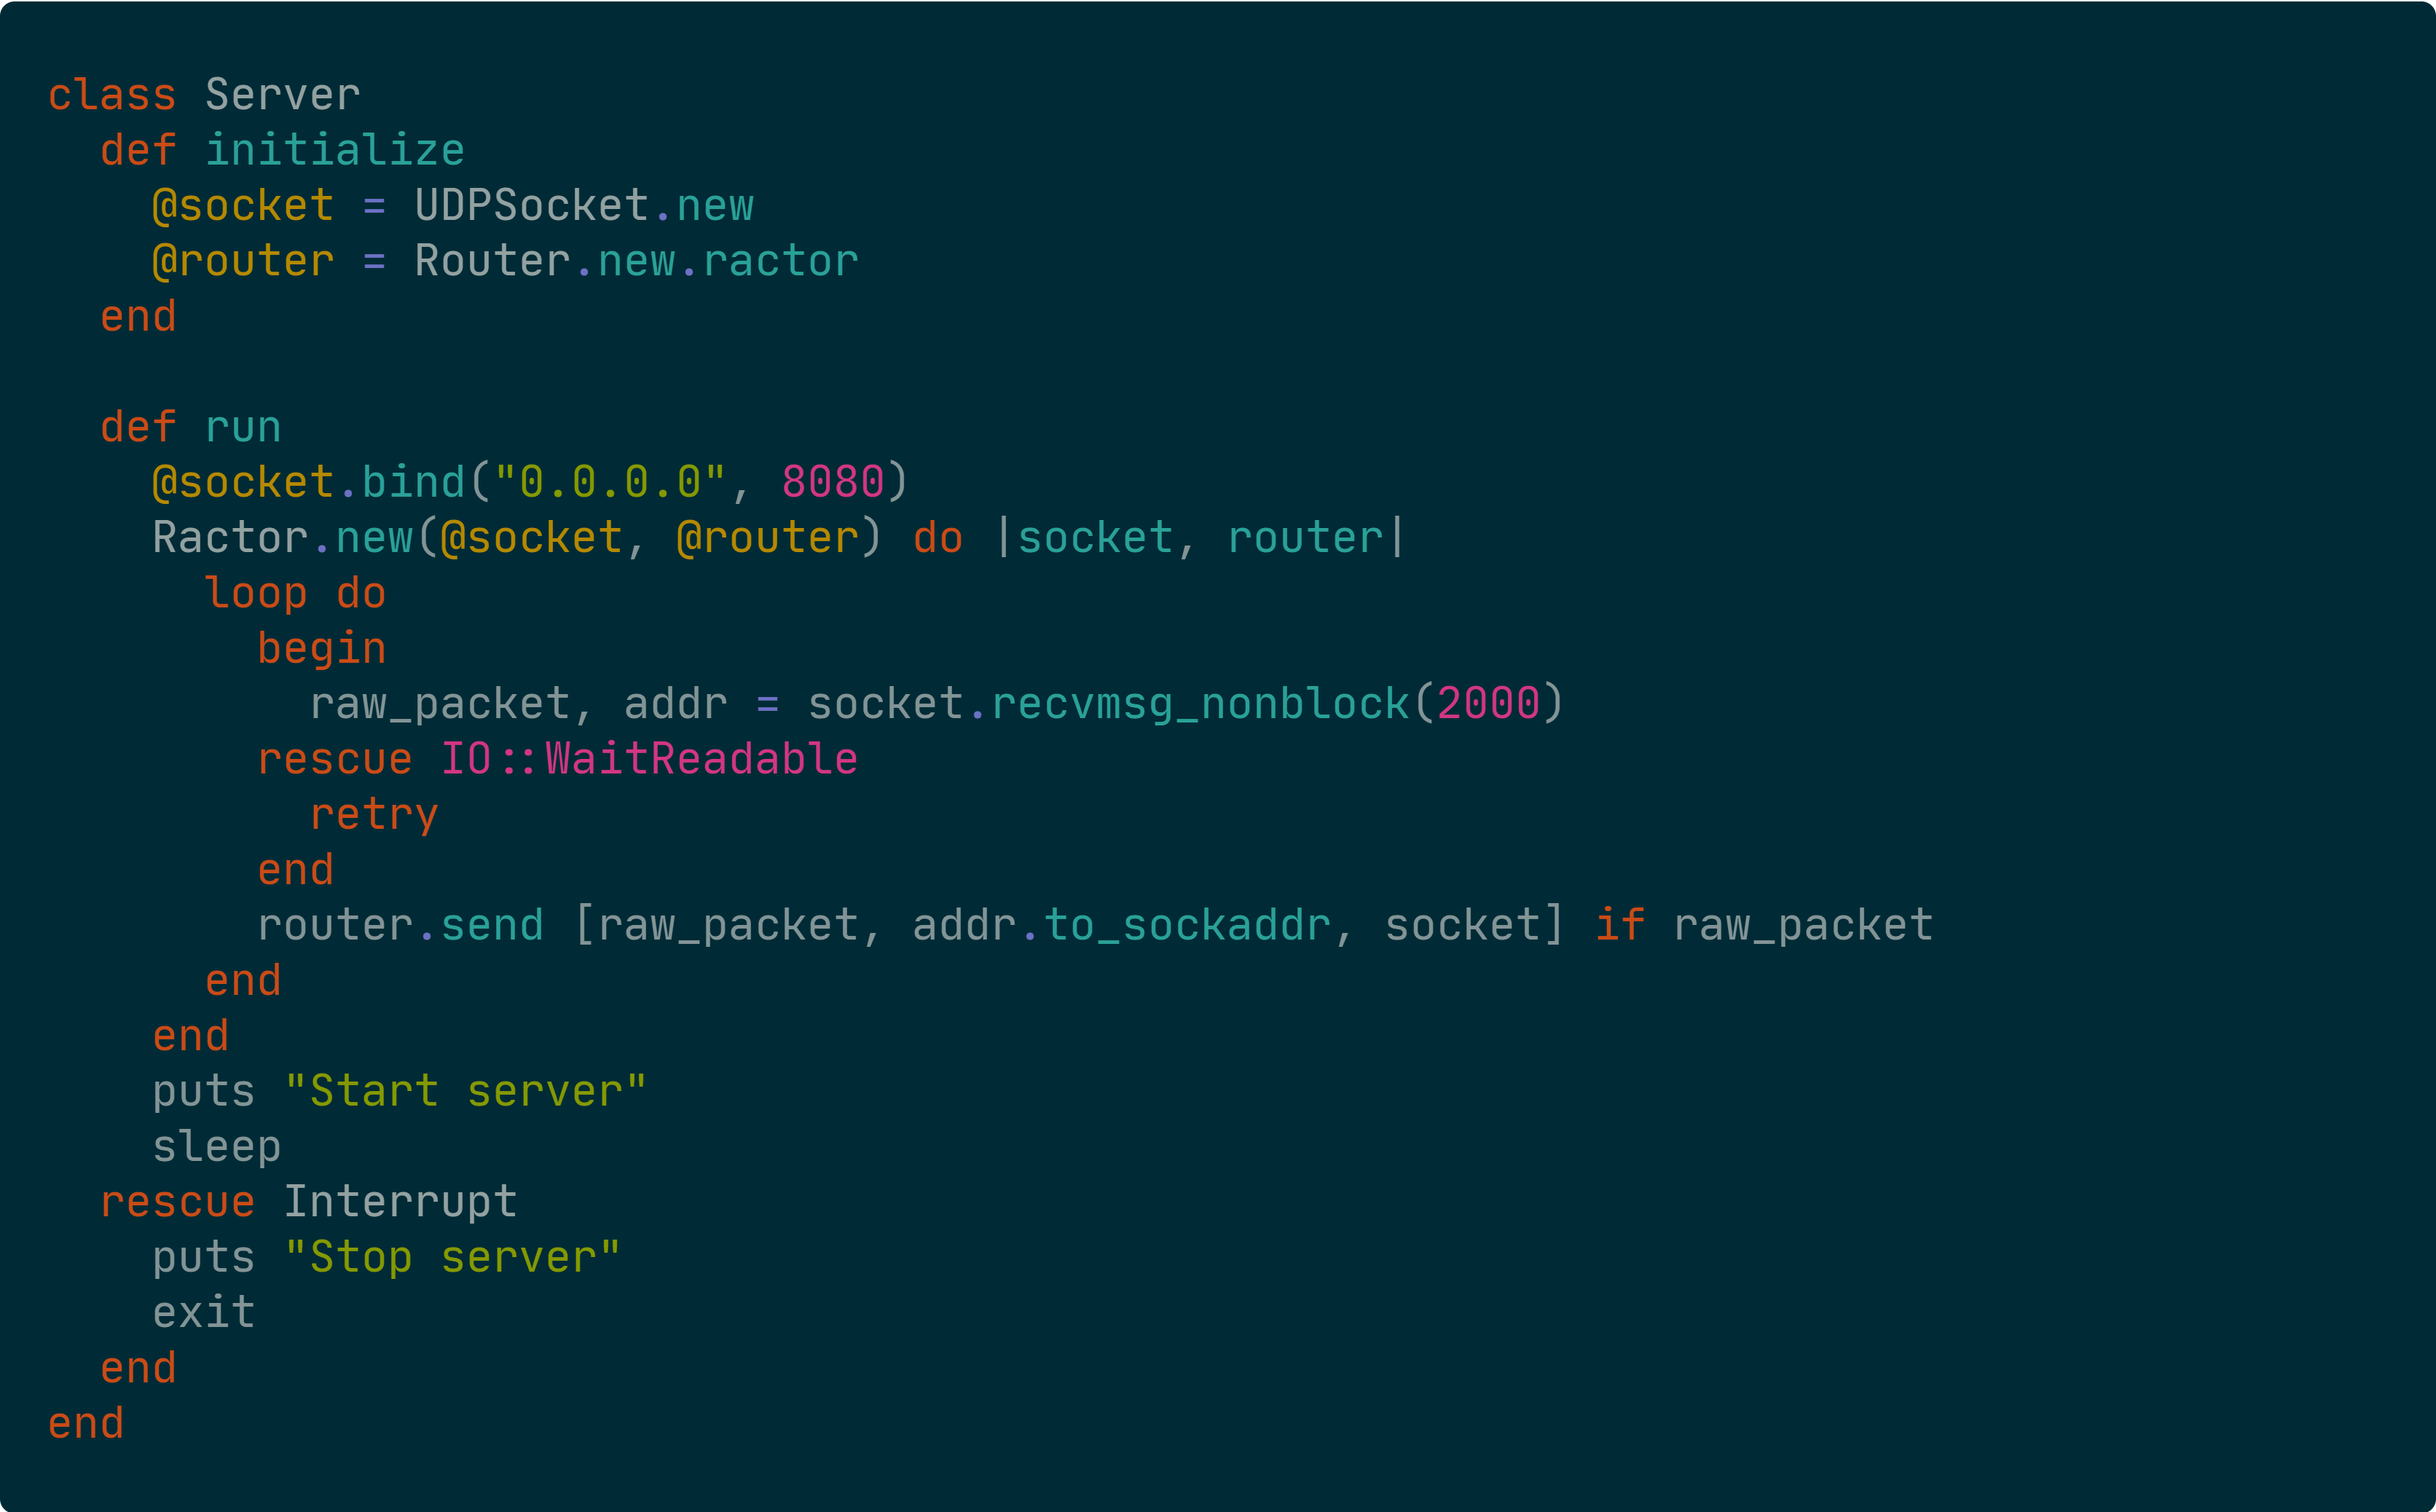 class Server
  def initialize
    @socket = UDPSocket.new
    @router = Router.new.ractor
  end

  def run
    @socket.bind("0.0.0.0", 8080)
    Ractor.new(@socket, @router) do |socket, router|
      loop do
        begin
          raw_packet, addr = socket.recvmsg_nonblock(2000)
        rescue IO::WaitReadable
          retry
        end
        router.send [raw_packet, addr.to_sockaddr, socket] if raw_packet
      end
    end
    puts "Start server"
    sleep
  rescue Interrupt
    puts "Stop server"
    exit
  end
end